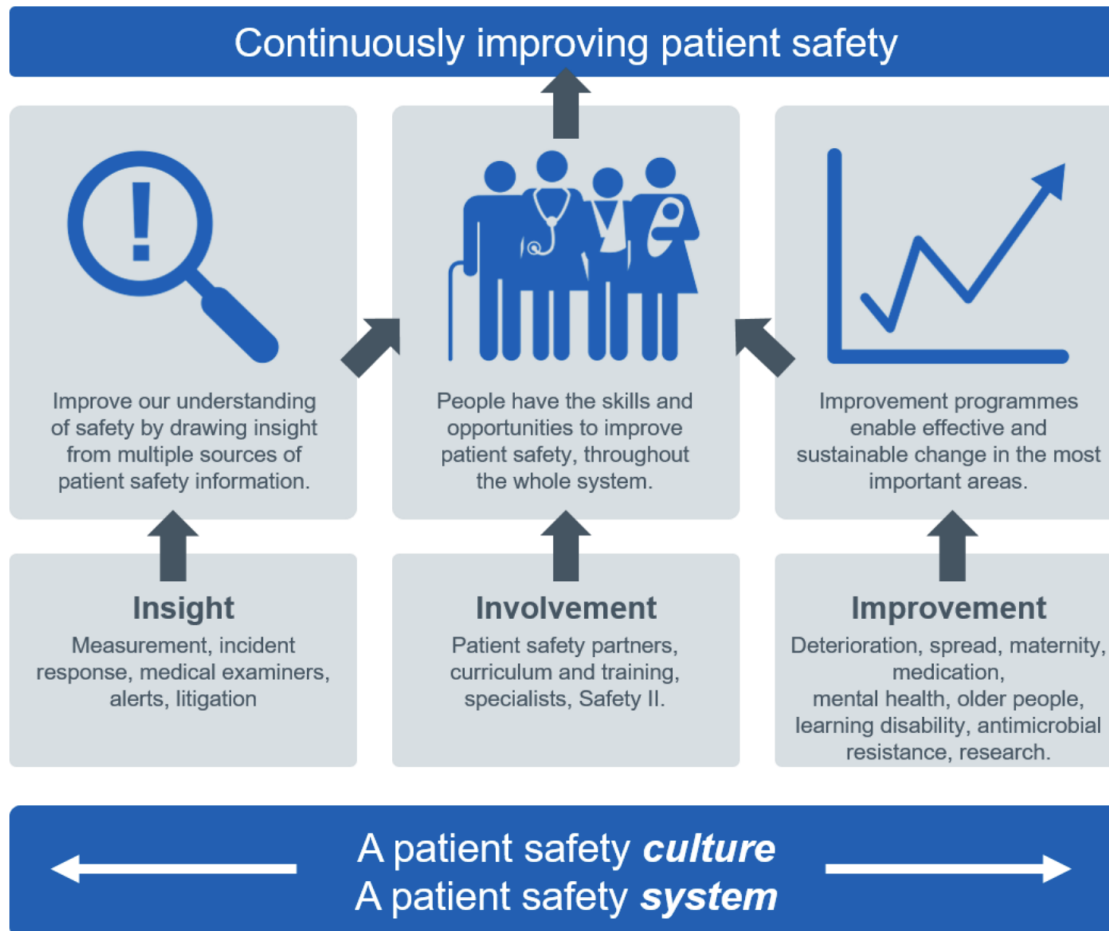 Continuously improving patient safety
!
Improve our understanding
of safety by drawing insight
from multiple sources of
patient safety information.
People have the skills and
opportunities to improve
patient safety, throughout
the whole system.
Improvement programmes
enable effective and
sustainable change in the most
important areas.
Insight
Measurement, incident
response, medical examiners,
alerts, litigation
Involvement
Patient safety partners,
curriculum and training,
specialists, Safety II.
Improvement
Deterioration, spread, maternity,
medication,
mental health, older people,
learning disability, antimicrobial
resistance, research.
A patient safety culture
A patient safety system